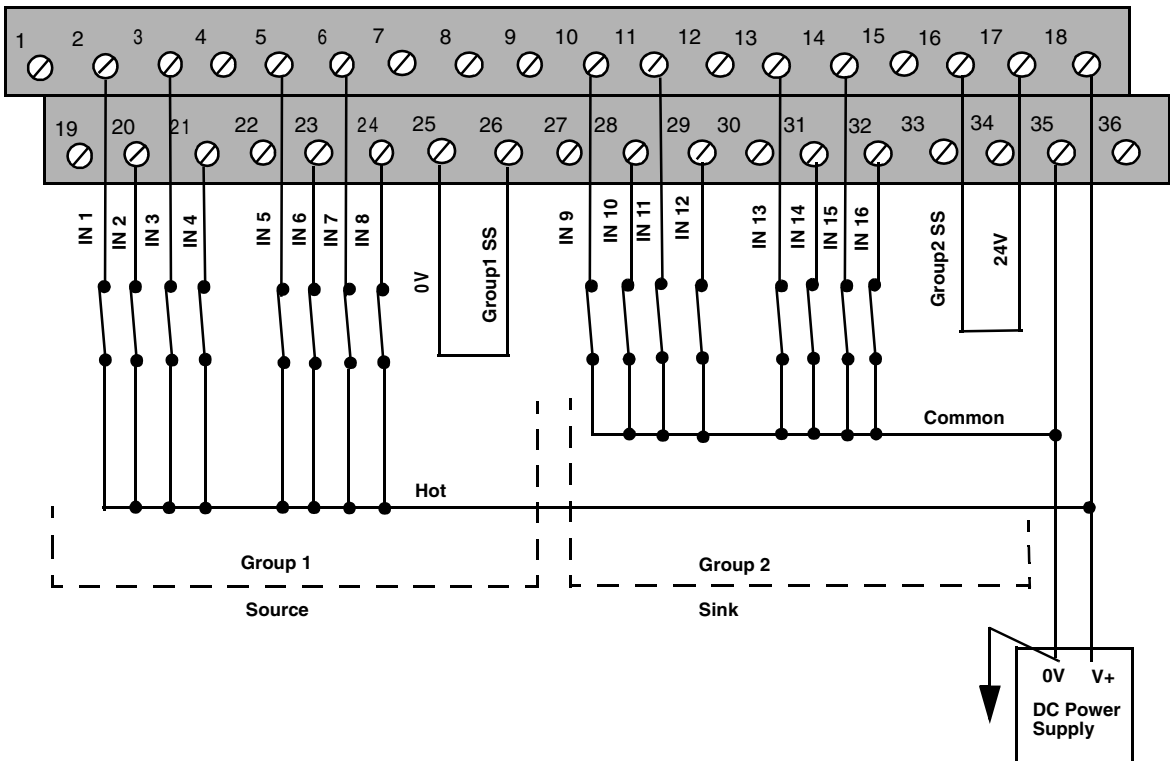 1 2 3 4 5 6 7 8 9 10 11 12 13 14 15 16 17 18
19 20 21 22 23 24 25 26 27 28 29 30 31 32 33 34 35 36
IN 1
IN 2
IN 3
IN 4
IN 5
IN 6
IN 7
IN 8
0V
Group1 SS
IN 9
IN 10
IN 11
IN 12
IN 13
IN 14
IN 15
IN 16
Group2 SS
24V
Common
Hot
Group 1
Group 2
Source
Sink
0V V+
DC Power
Supply